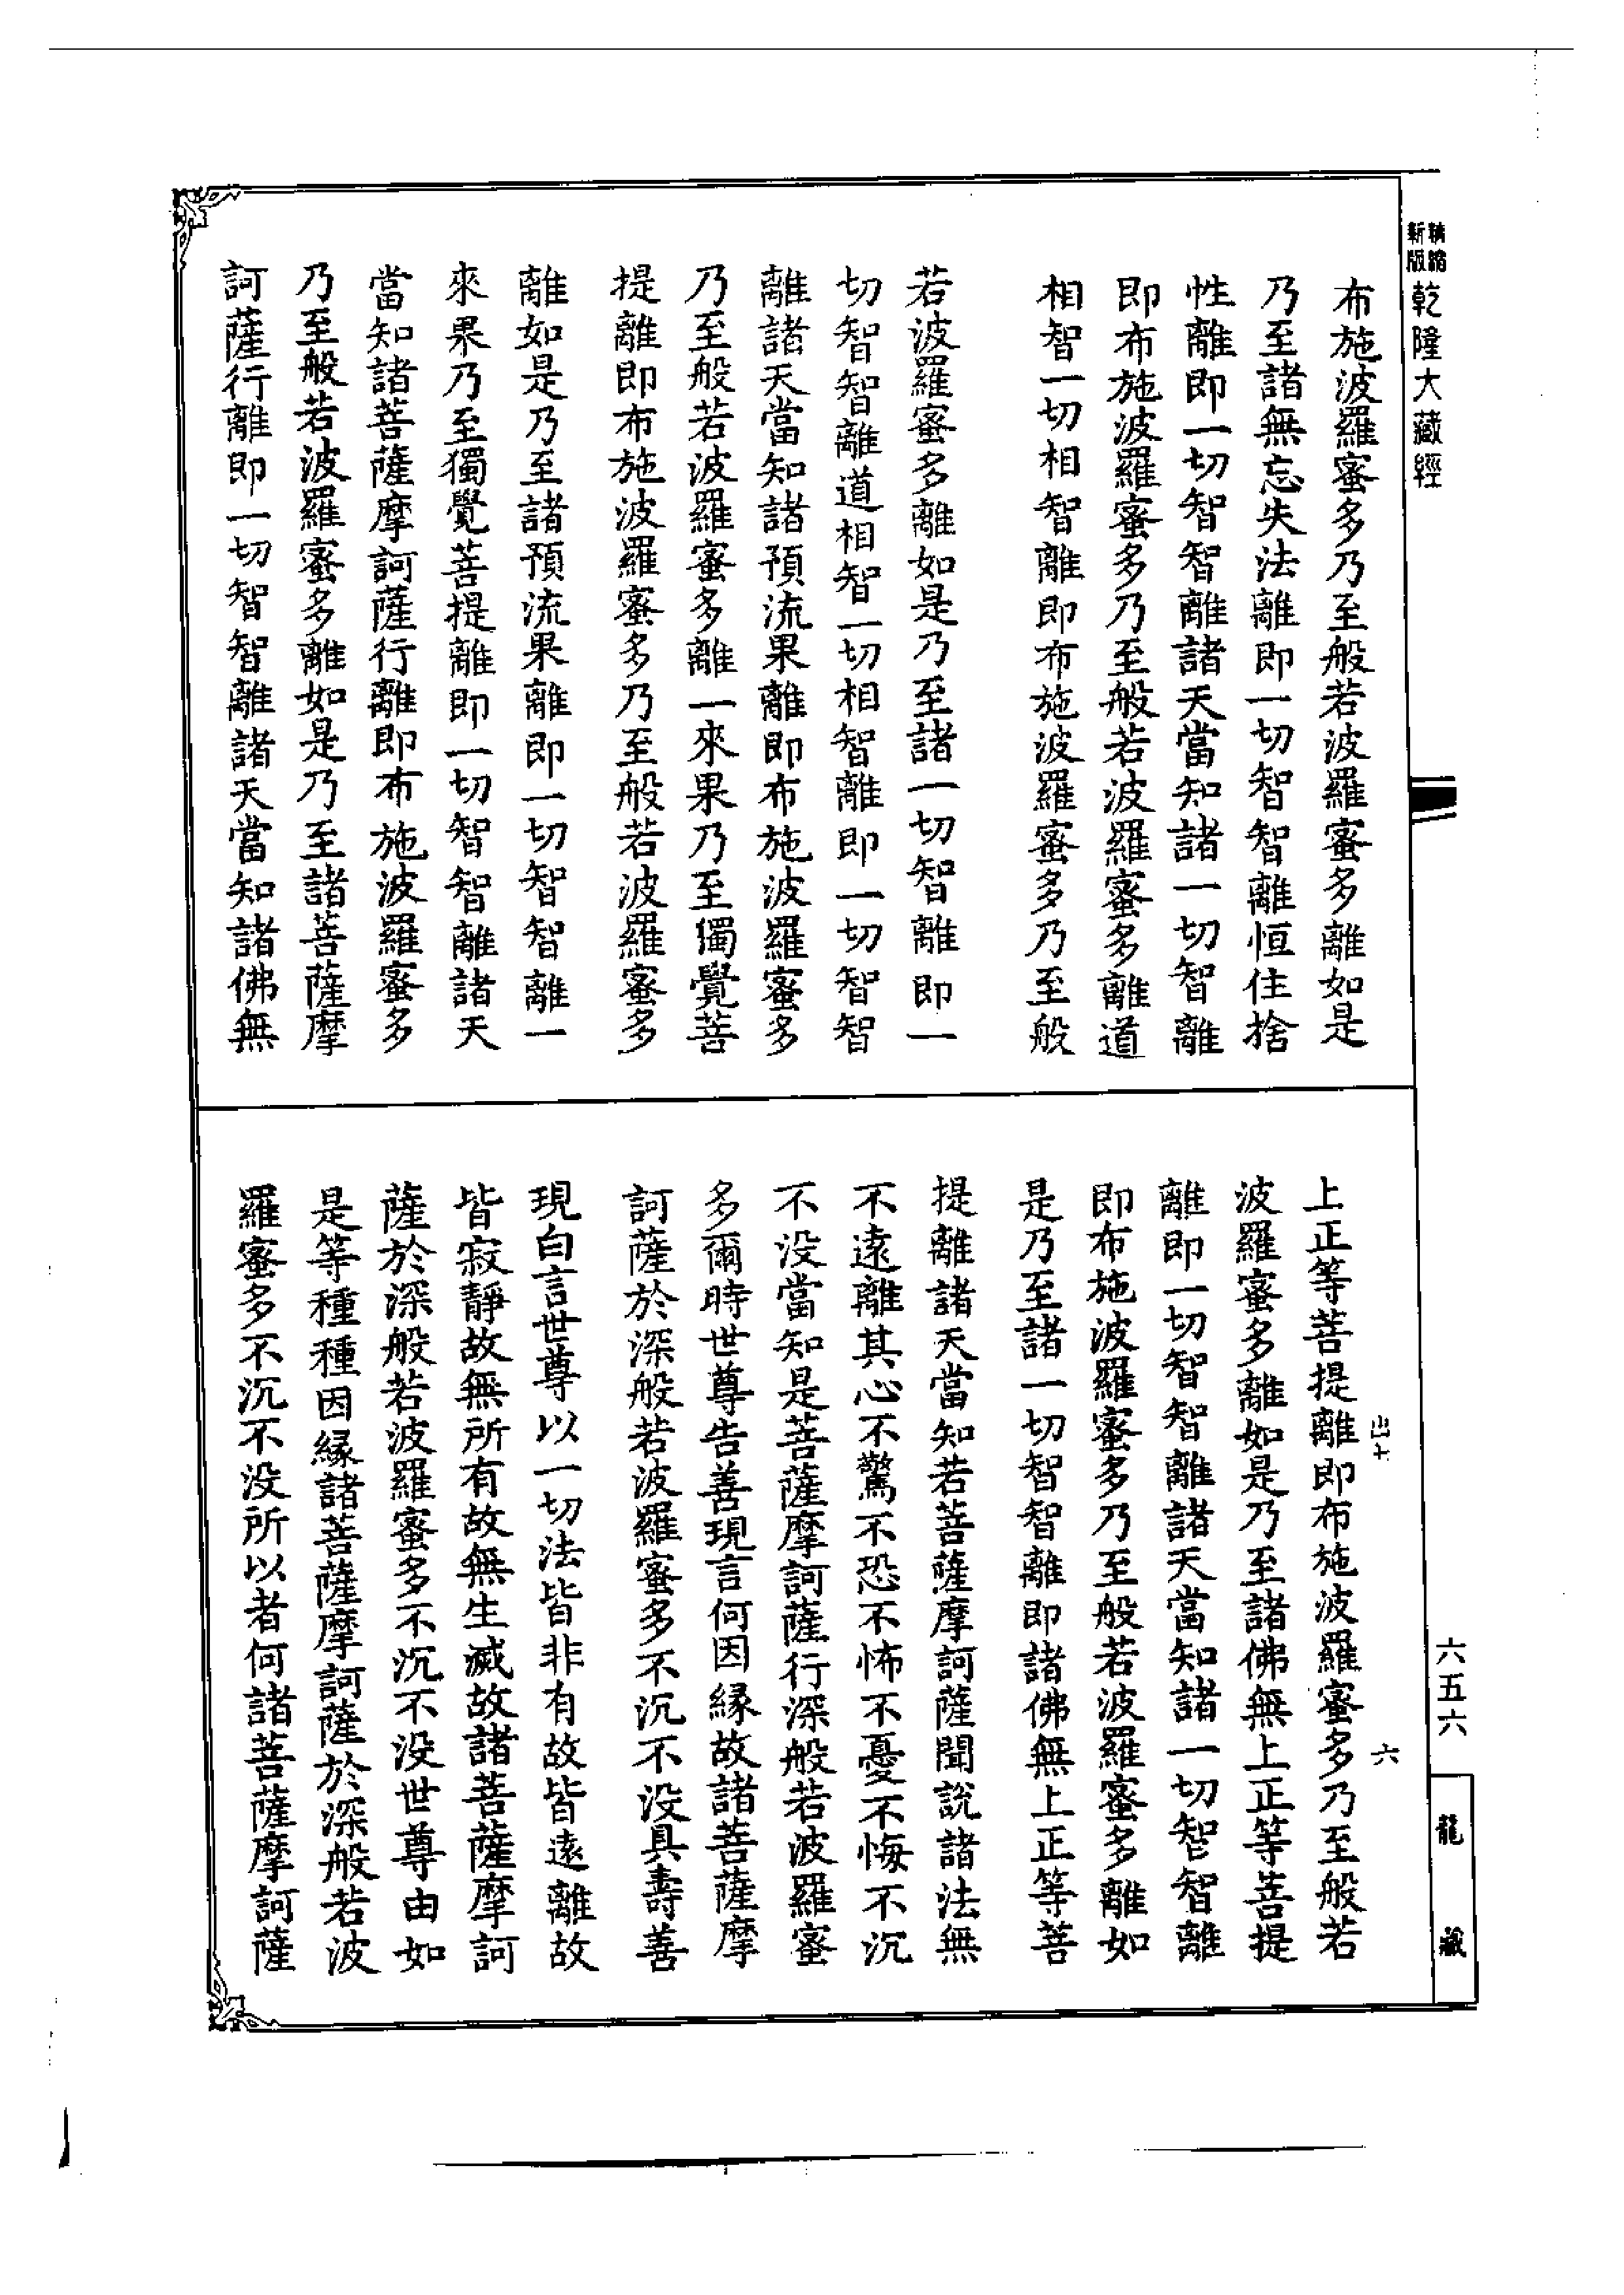 精縮新版乾隆大藏經
布施波羅蜜多乃至般若波羅蜜多離如是
乃至諸無忘失法離即一切智智離恒住捨
性離即一切智智離諸天當知諸一切智離
即布施波羅蜜多乃至般若波羅蜜多離道
相智一切相智離即布施波羅蜜多乃至般
若波羅蜜多離如是乃至諸一切智離即一
切智智離道相智一切相智離即一切智智
離諸天當知諸預流果離即布施波羅蜜多
乃至般若波羅蜜多離一來果乃至獨覺菩
提離即布施波羅蜜多乃至般若波羅蜜多
離如是乃至諸預流果離即一切智智離一
來果乃至獨覺菩提離即一切智智離諸天
當知諸菩薩摩訶薩行離即布施波羅蜜多
乃至般若波羅蜜多離如是乃至諸菩薩摩
訶薩行離即一切智智離諸天當知諸佛無
上正等菩提離即布施波羅蜜多乃至般若
波羅蜜多離如是乃至諸佛無上正等菩提
離即一切智智離諸天當知諸一切智智離
即布施波羅蜜多乃至般若波羅蜜多離如
是乃至諸一切智智離即諸佛無上正等菩
提離諸天當知若菩薩摩訶薩聞說諸法無
不遠離其心不驚不恐不怖不憂不悔不沉
不没當知是菩薩摩訶薩行深般若波羅蜜
多爾時世尊告善現言何因緣故諸菩薩摩
訶薩於深般若波羅蜜多不沉不没具壽善
現白言世尊以一切法皆非有故皆遠離故
皆寂靜故無所有故無生滅故諸菩薩摩訶
薩於深般若波羅蜜多不沉不没世尊由如
是等種種因緣諸菩薩摩訶薩於深般若波
羅蜜多不沉不没所以者何諸菩薩摩訶薩
出七
六
六五六
龍藏